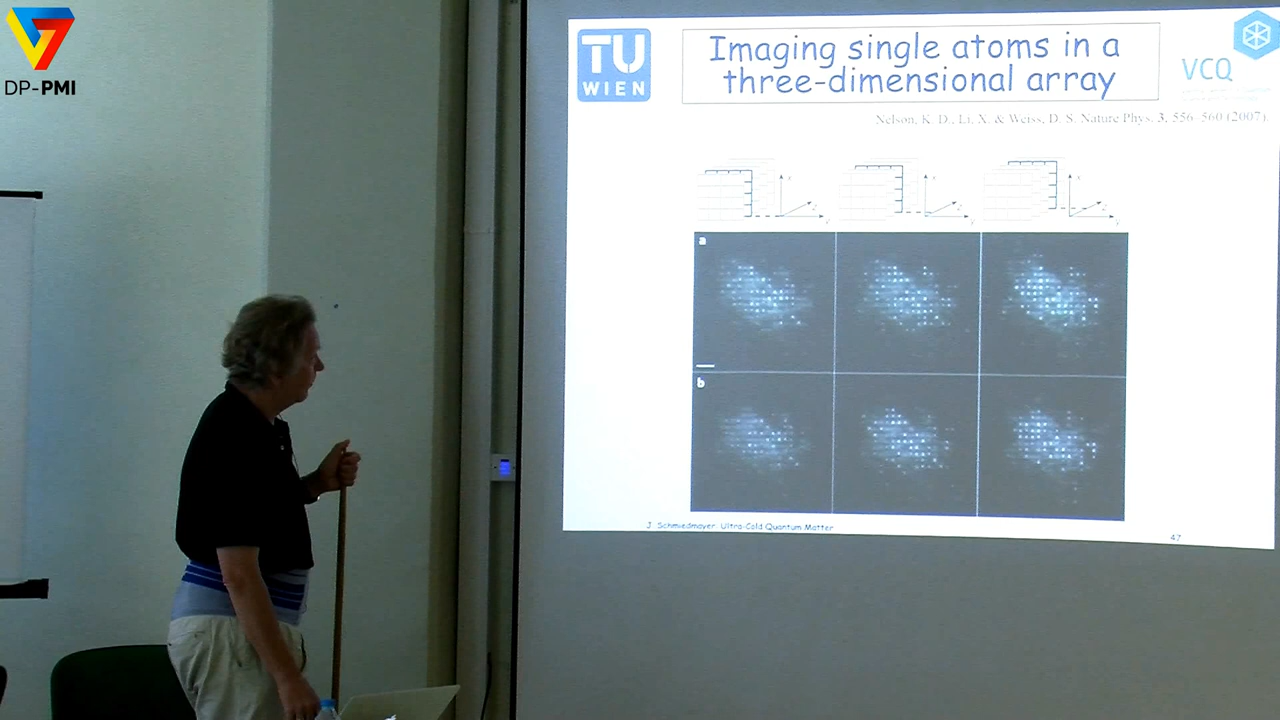 DP-PMI
TU
WIEN
Imaging single atoms in a
three-dimensional array
VCQ
Nelson, K. D., Li, X. & Weiss, D. S. Nature Phys. 3, 556–560 (2007).
a
b
J. Schmiedmayer: Ultra-Cold Quantum Matter
47